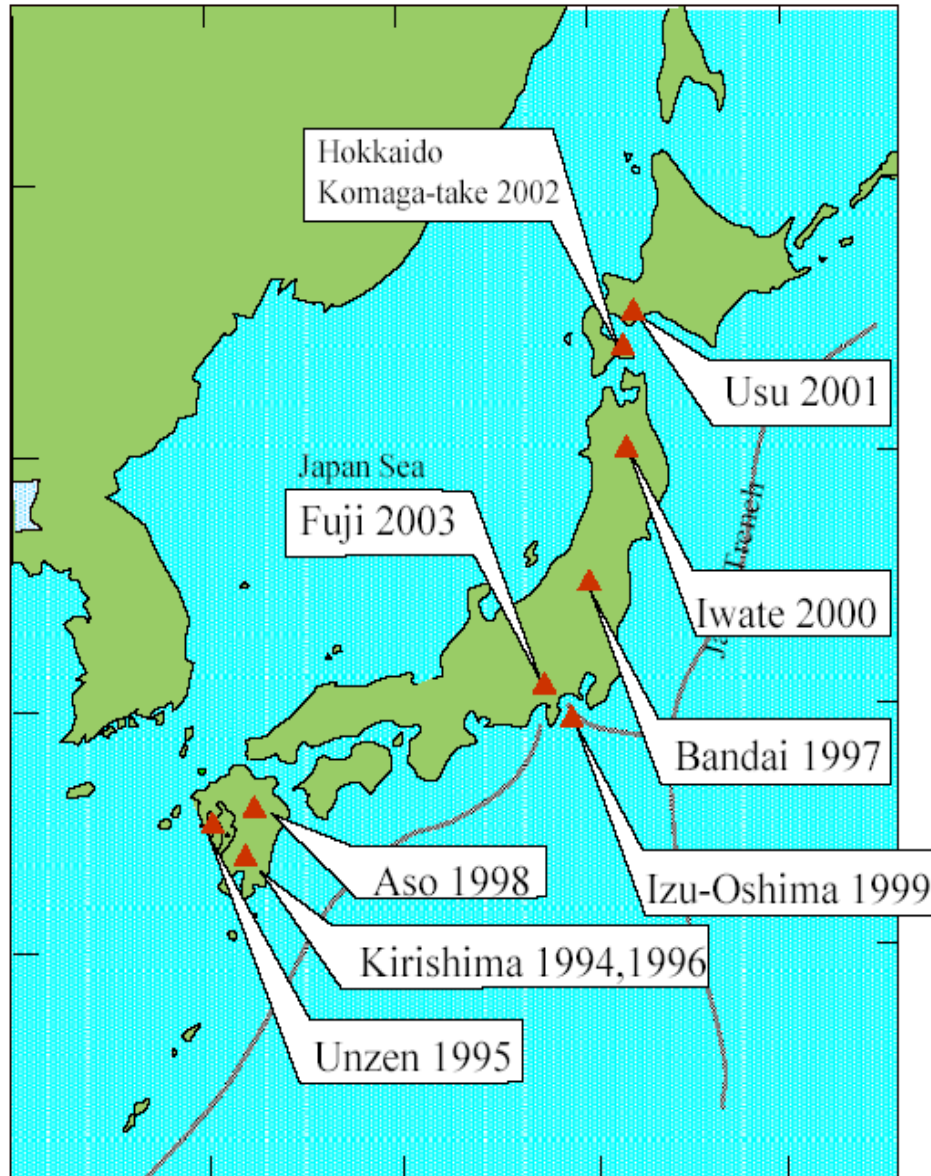 Hokkaido
Komaga-take 2002
Usu 2001
Japan Sea
Fuji 2003
Trench
Iwate 2000
Bandai 1997
Izu-Oshima 1999
Aso 1998
Kirishima 1994,1996
Unzen 1995